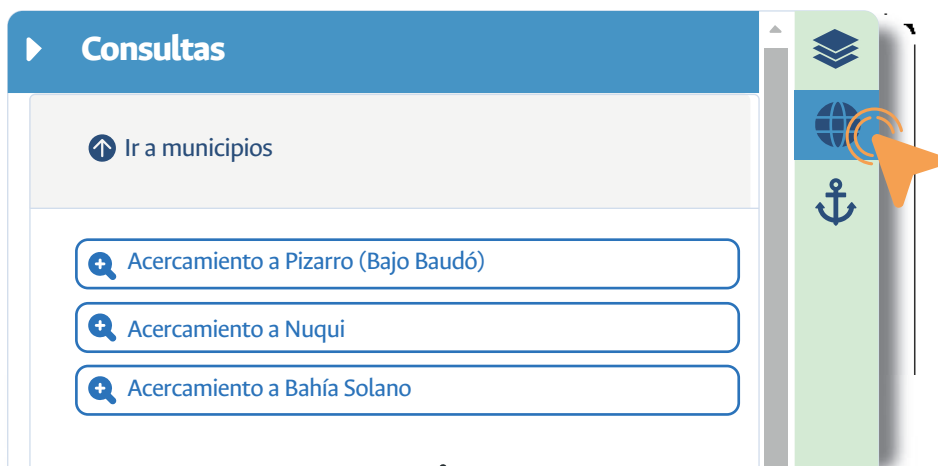 Consultas
Ir a municipios
Acercamiento a Pizarro (Bajo Baudó)
Acercamiento a Nuqui
Acercamiento a Bahía Solano